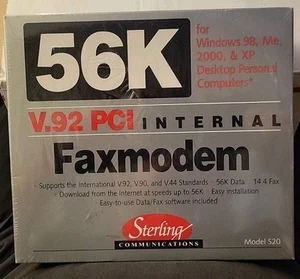 56K
for
Windows 98, Me,
2000, & XP
Desktop Personal
Computers*
V.92 PCI INTERNAL
Faxmodem
· Supports the International V.92, V.90, and V.44 Standards · 56K Data · 14.4 Fax
· Download from the Internet at speeds up to 56K · Easy installation
· Easy-to-use Data/Fax software included
Sterling
COMMUNICATIONS
Model 520